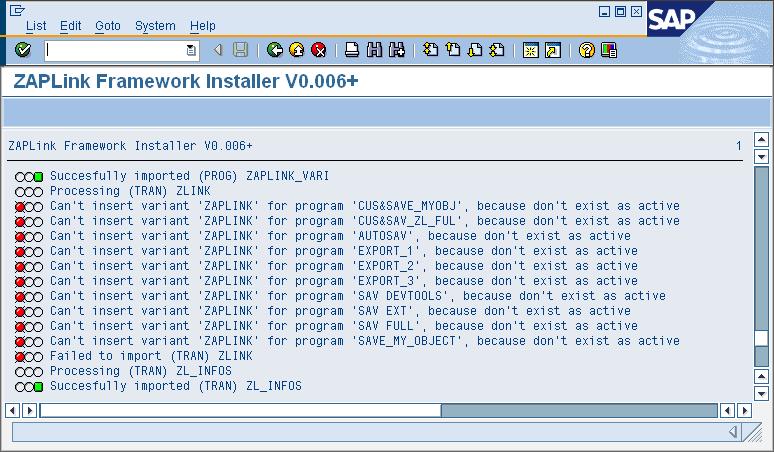 List Edit Goto System Help
SAP
ZAPLink Framework Installer V0.006+
ZAPLink Framework Installer V0.006+ 1
Succesfully imported (PROG) ZAPLINK_VARI
Processing (TRAN) ZLINK
Can't insert variant 'ZAPLINK' for program 'CUS&SAVE_MYOBJ', because don't exist as active
Can't insert variant 'ZAPLINK' for program 'CUS&SAV_ZL_FUL', because don't exist as active
Can't insert variant 'ZAPLINK' for program 'AUTOSAV', because don't exist as active
Can't insert variant 'ZAPLINK' for program 'EXPORT_1', because don't exist as active
Can't insert variant 'ZAPLINK' for program 'EXPORT_2', because don't exist as active
Can't insert variant 'ZAPLINK' for program 'EXPORT_3', because don't exist as active
Can't insert variant 'ZAPLINK' for program 'SAV DEVTOOLS', because don't exist as active
Can't insert variant 'ZAPLINK' for program 'SAV EXT', because don't exist as active
Can't insert variant 'ZAPLINK' for program 'SAV FULL', because don't exist as active
Can't insert variant 'ZAPLINK' for program 'SAVE_MY_OBJECT', because don't exist as active
Failed to import (TRAN) ZLINK
Processing (TRAN) ZL_INFOS
Succesfully imported (TRAN) ZL_INFOS